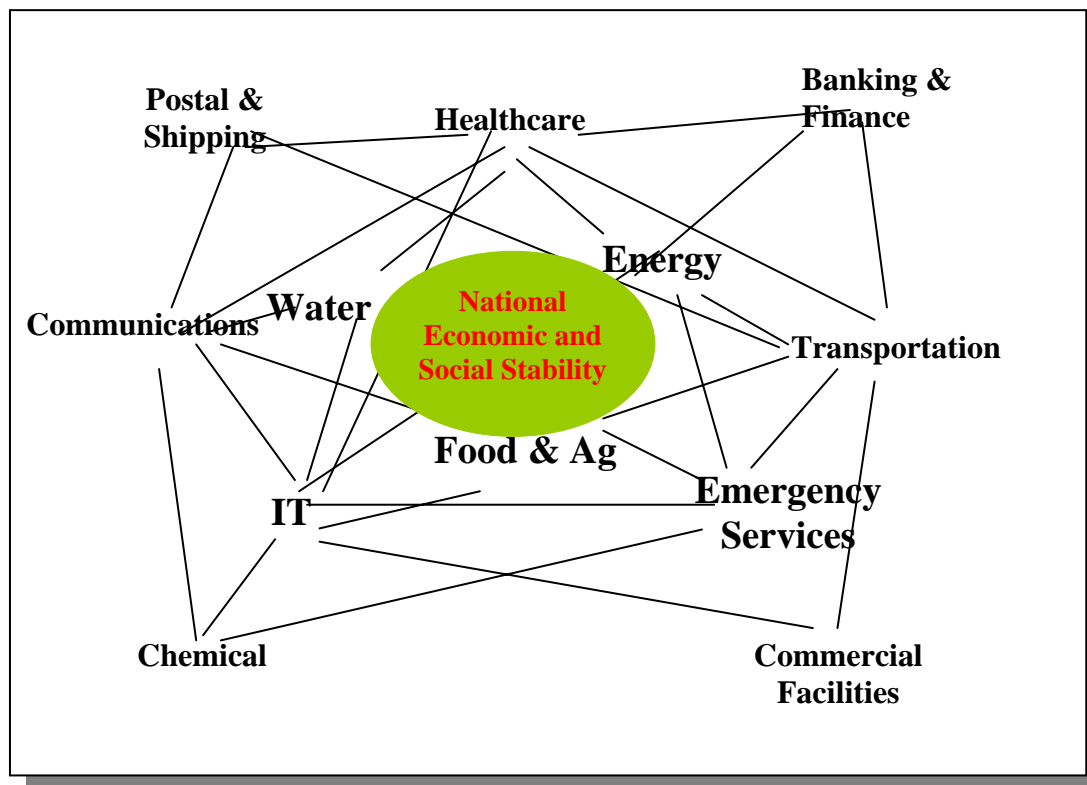 Banking &
Finance
Postal &
Shipping
Healthcare
Energy
Water
National
Economic and
Social Stability
Communications
Transportation
Food & Ag
Emergency
Services
IT
Chemical
Commercial
Facilities